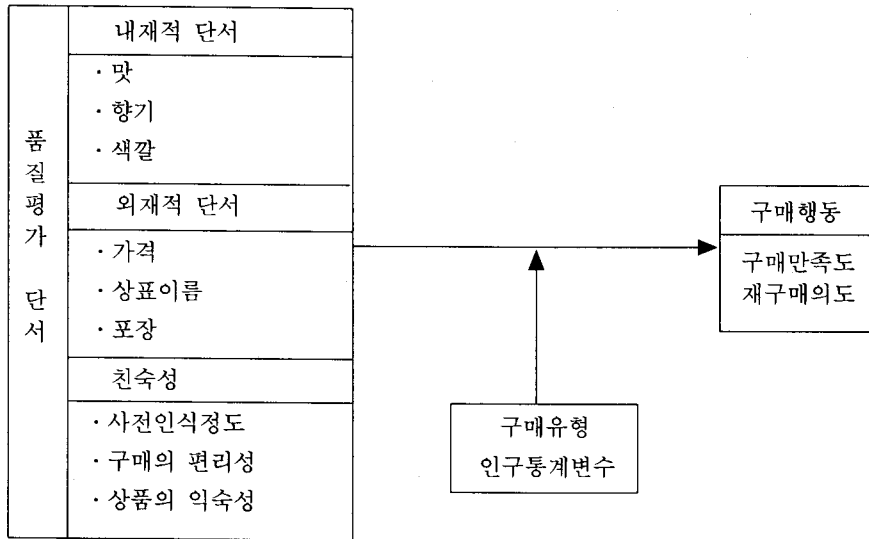 품질평가 단서
내재적 단서
· 맛
· 향기
· 색깔
외재적 단서
· 가격
· 상표이름
· 포장
친숙성
· 사전인식정도
· 구매의 편리성
· 상품의 익숙성
구매유형
인구통계변수
구매행동
구매만족도
재구매의도